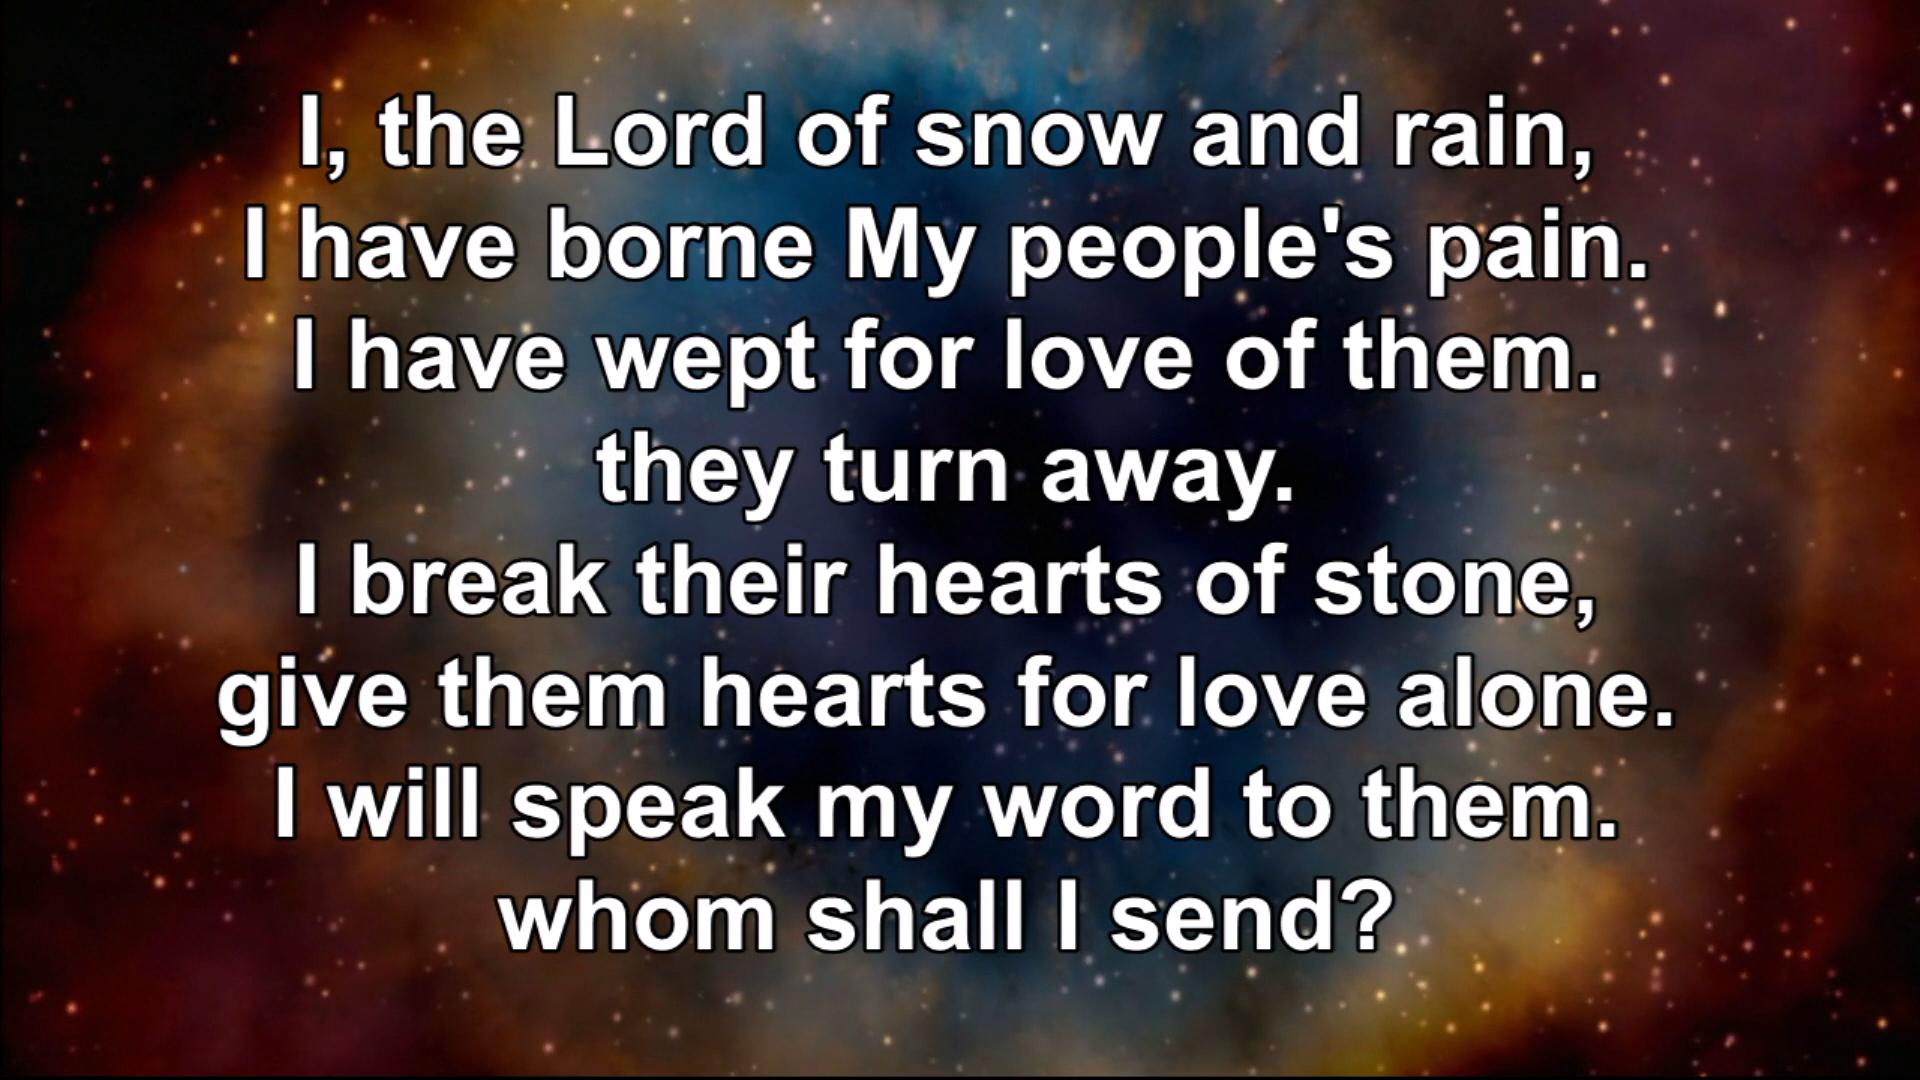 I, the Lord of snow and rain,
I have borne My people's pain.
I have wept for love of them.
they turn away.
I break their hearts of stone,
give them hearts for love alone.
I will speak my word to them.
whom shall I send?